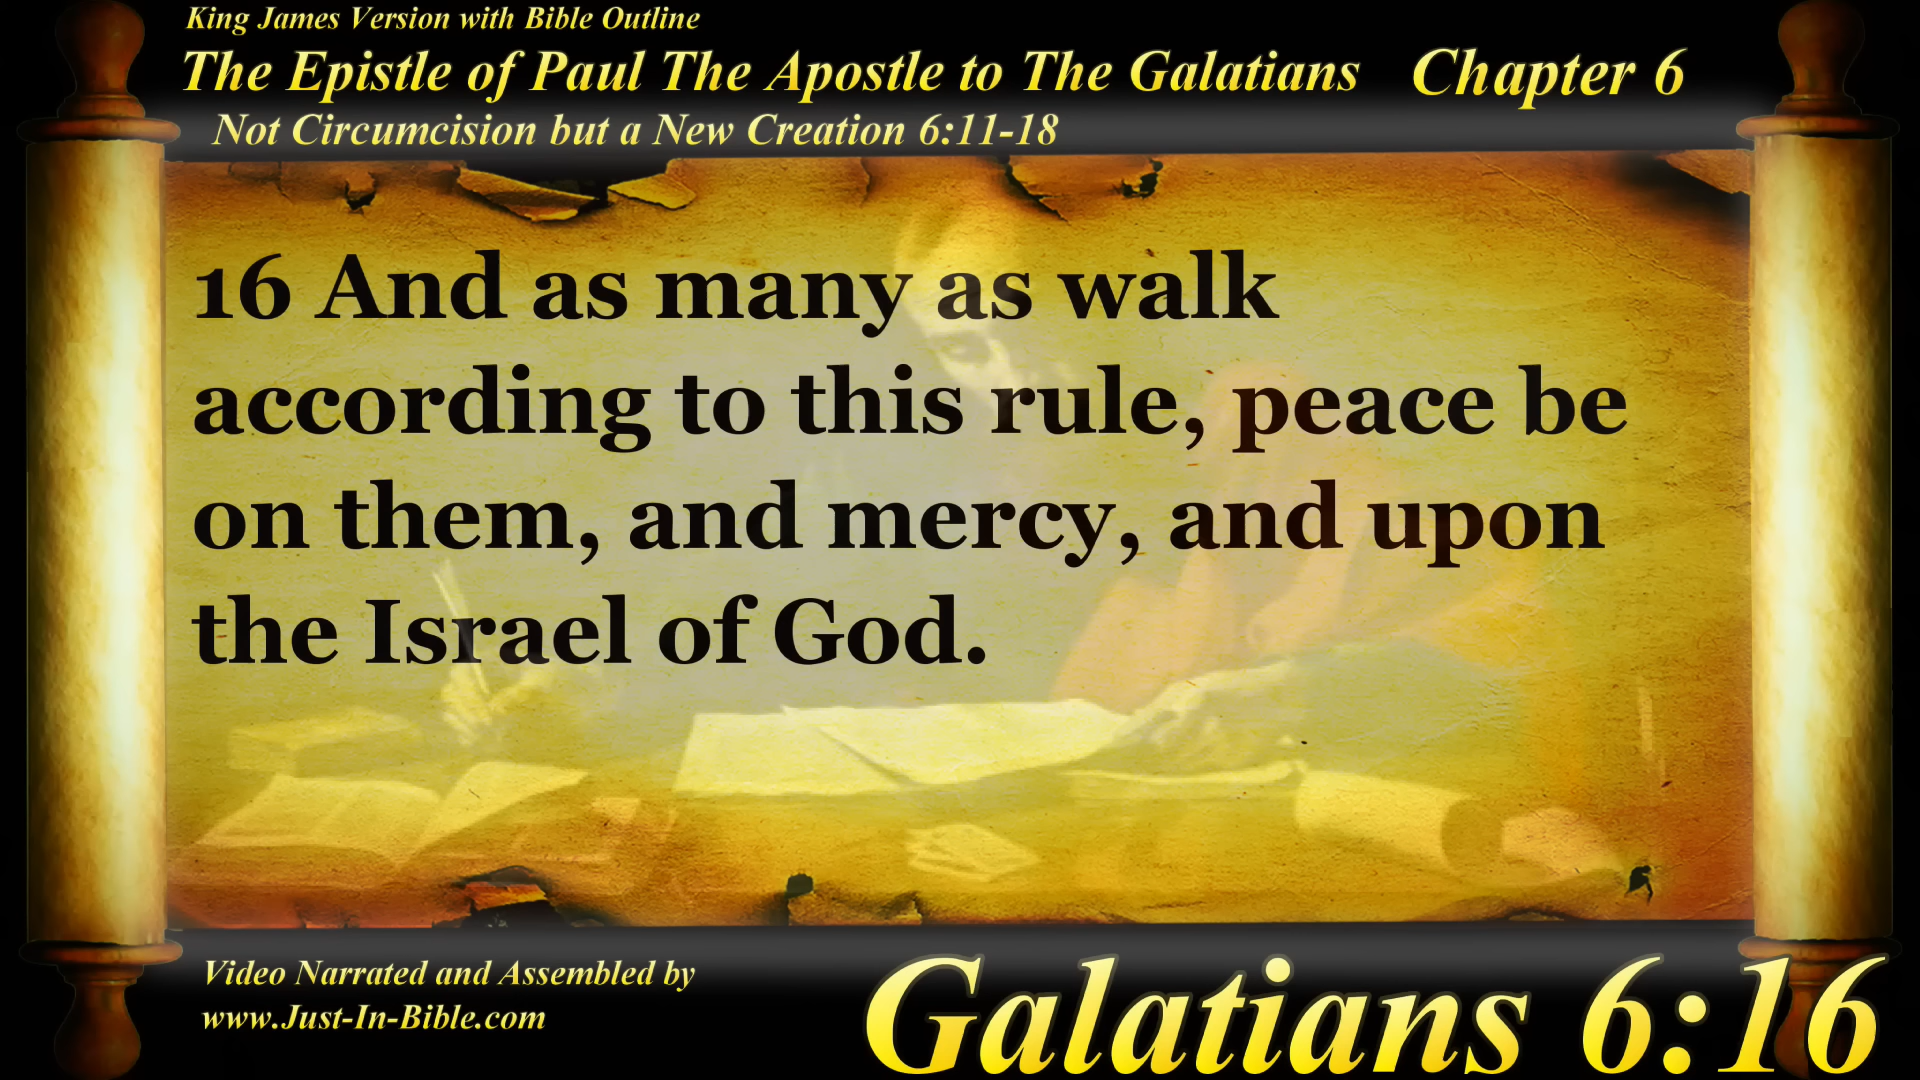 King James Version with Bible Outline
The Epistle of Paul The Apostle to The Galatians Chapter 6
Not Circumcision but a New Creation 6:11-18
16 And as many as walk
according to this rule, peace be
on them, and mercy, and upon
the Israel of God.
Video Narrated and Assembled by
www.Just-In-Bible.com
Galatians 6:16